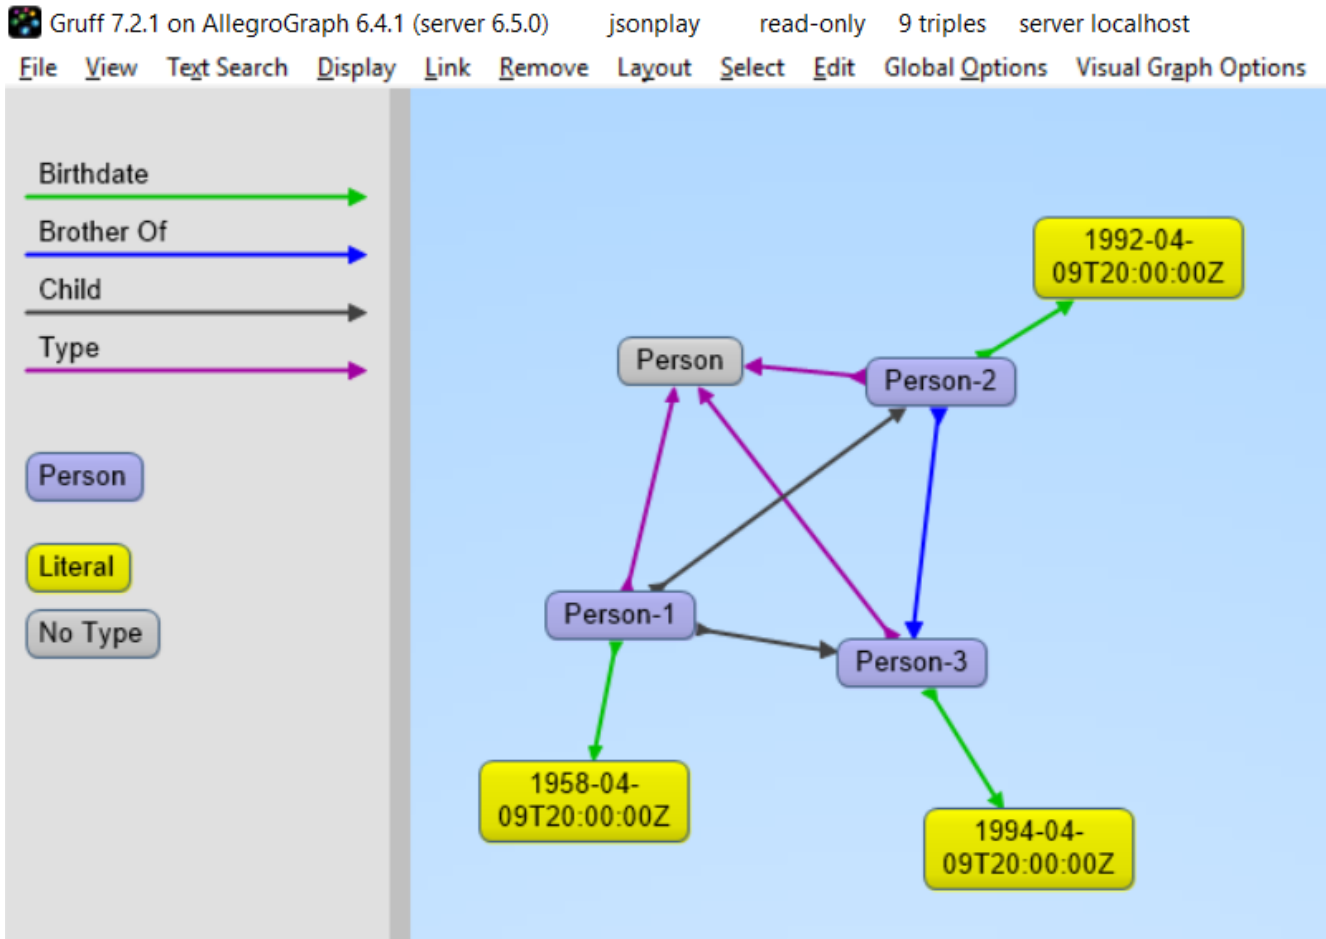 Gruff 7.2.1 on AllegroGraph 6.4.1 (server 6.5.0) jsonplay read-only 9 triples server localhost
File View Text Search Display Link Remove Layout Select Edit Global Options Visual Graph Options
Birthdate
Brother Of
Child
Type
Person
Literal
No Type
1992-04-
09T20:00:00Z
Person
Person-2
Person-1
Person-3
1958-04-
09T20:00:00Z
1994-04-
09T20:00:00Z